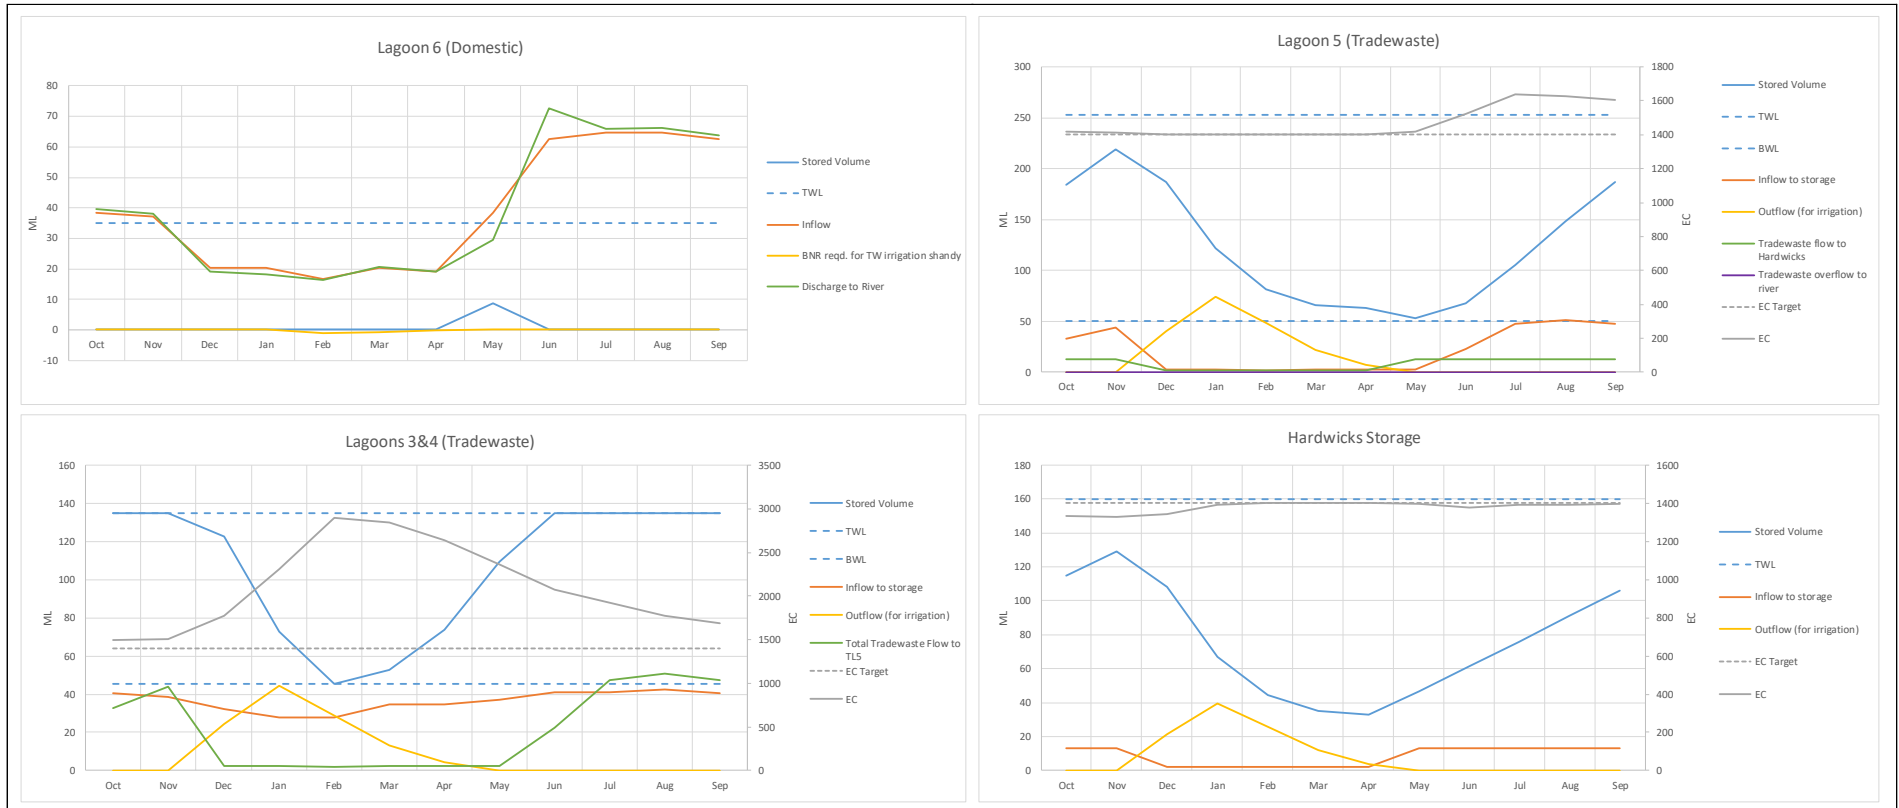 Lagoon 6 (Domestic)
80
70
60
50
40
30
20
10
0
-10
ML
Oct Nov Dec Jan Feb Mar Apr May Jun Jul Aug Sep
Stored Volume
TWL
Inflow
BNR reqd. for TW irrigation shandy
Discharge to River
Lagoon 5 (Tradewaste)
300
250
200
150
100
50
0
ML
Oct Nov Dec Jan Feb Mar Apr May Jun Jul Aug Sep
1800
1600
1400
1200
1000
800
600
400
200
0
EC
Stored Volume
TWL
BWL
Inflow to storage
Outflow (for irrigation)
Tradewaste flow to
Hardwicks
Tradewaste overflow to
river
EC Target
EC
Lagoons 3&4 (Tradewaste)
160
140
120
100
80
60
40
20
0
ML
Oct Nov Dec Jan Feb Mar Apr May Jun Jul Aug Sep
3500
3000
2500
2000
1500
1000
500
0
EC
Stored Volume
TWL
BWL
Inflow to storage
Outflow (for irrigation)
Total Tradewaste Flow to
TL5
EC Target
EC
Hardwicks Storage
180
160
140
120
100
80
60
40
20
0
ML
Oct Nov Dec Jan Feb Mar Apr May Jun Jul Aug Sep
1600
1400
1200
1000
800
600
400
200
0
EC
Stored Volume
TWL
Inflow to storage
Outflow (for irrigation)
EC Target
EC